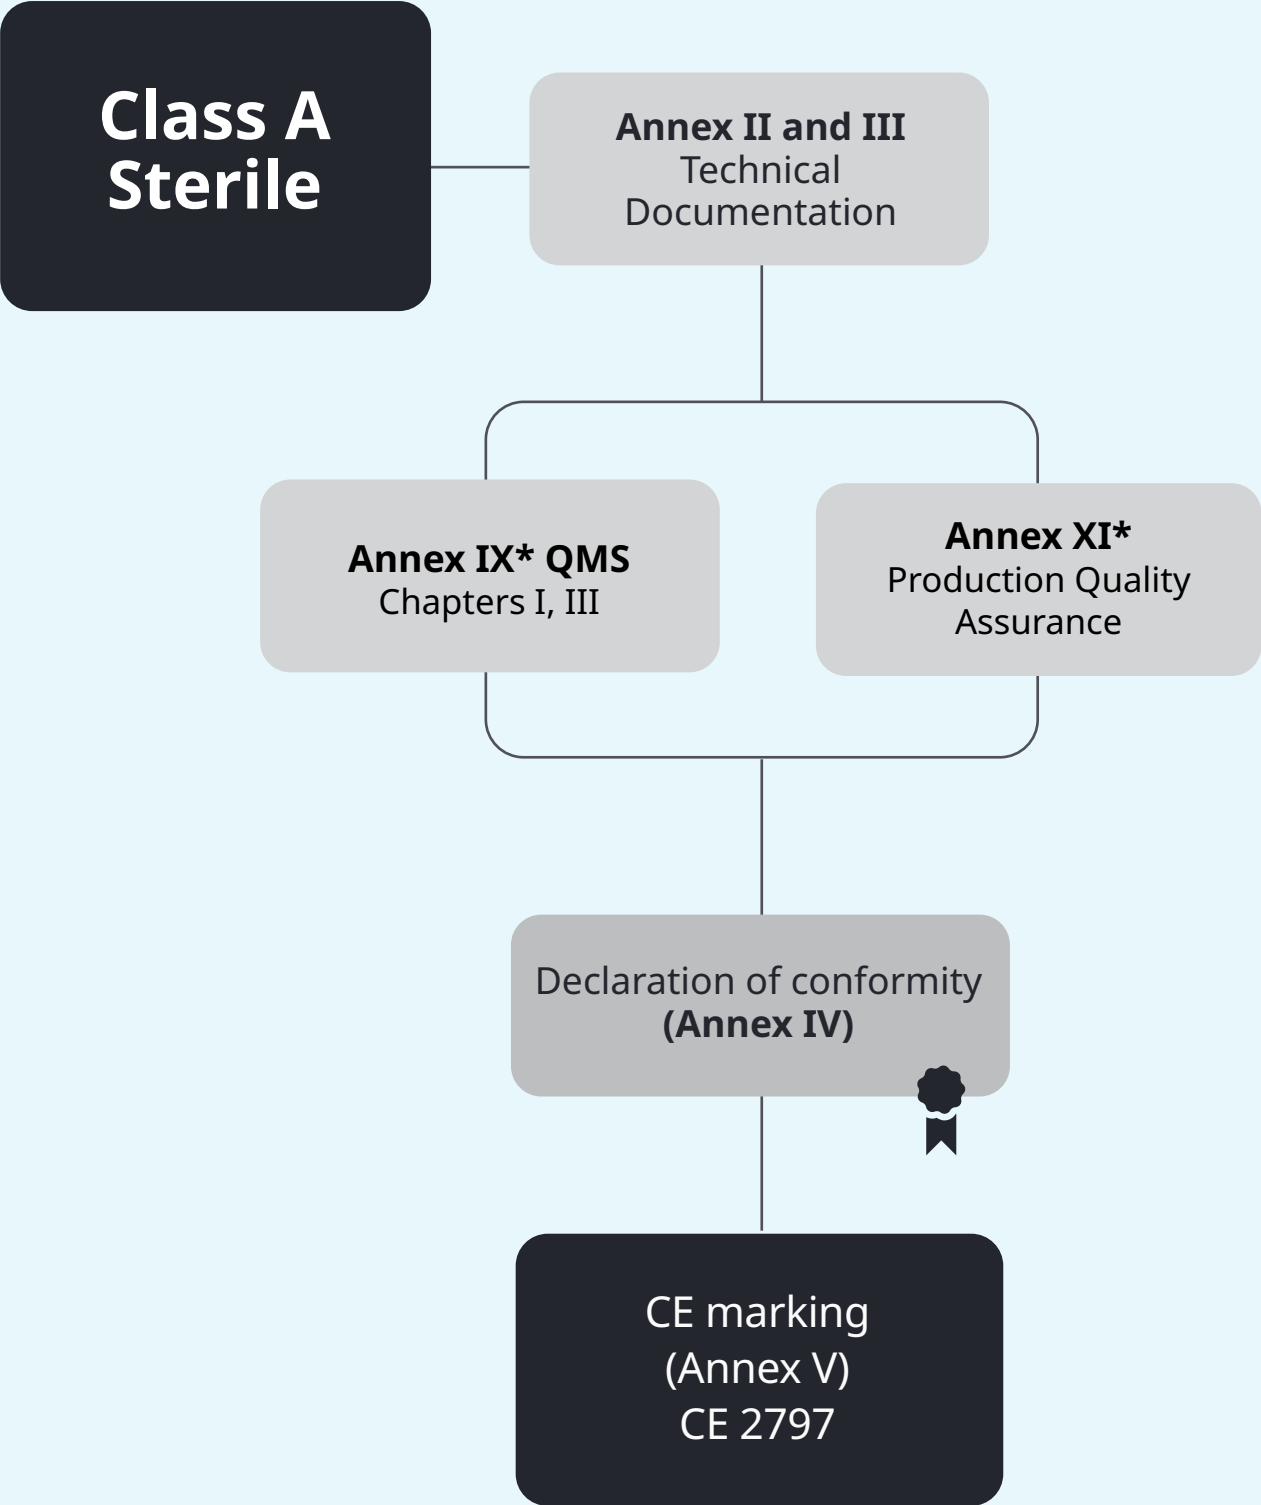 Class A
Sterile
Annex II and III
Technical
Documentation
Annex IX* QMS
Chapters I, III
Annex XI*
Production Quality
Assurance
Declaration of conformity
(Annex IV)
CE marking
(Annex V)
CE 2797